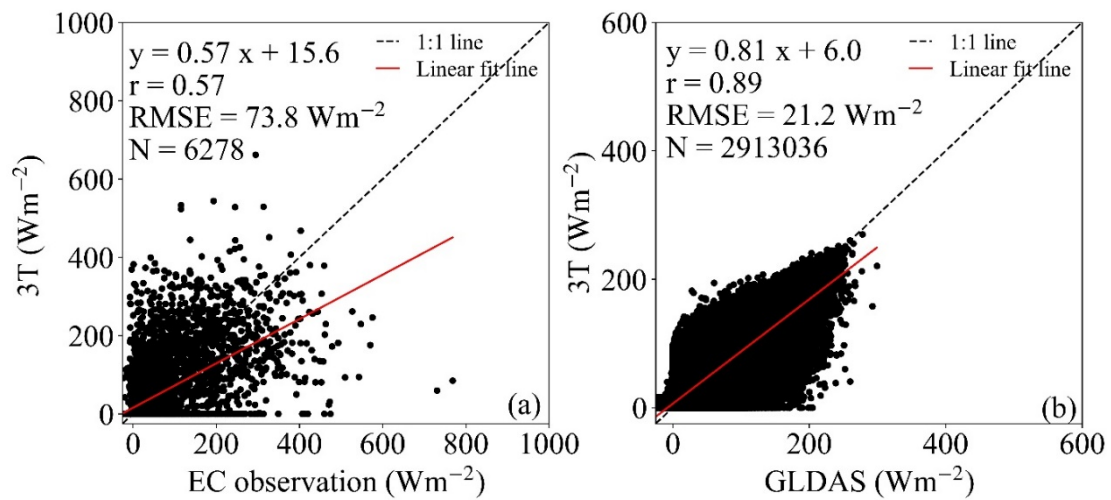 y = 0.57 x + 15.6
r = 0.57
RMSE = 73.8 Wm⁻²
N = 6278
1:1 line
Linear fit line
1000
800
600
400
200
0
3T (Wm⁻²)
(a)
0 200 400 600 800 1000
EC observation (Wm⁻²)
y = 0.81 x + 6.0
r = 0.89
RMSE = 21.2 Wm⁻²
N = 2913036
1:1 line
Linear fit line
600
400
200
0
3T (Wm⁻²)
(b)
0 200 400 600
GLDAS (Wm⁻²)